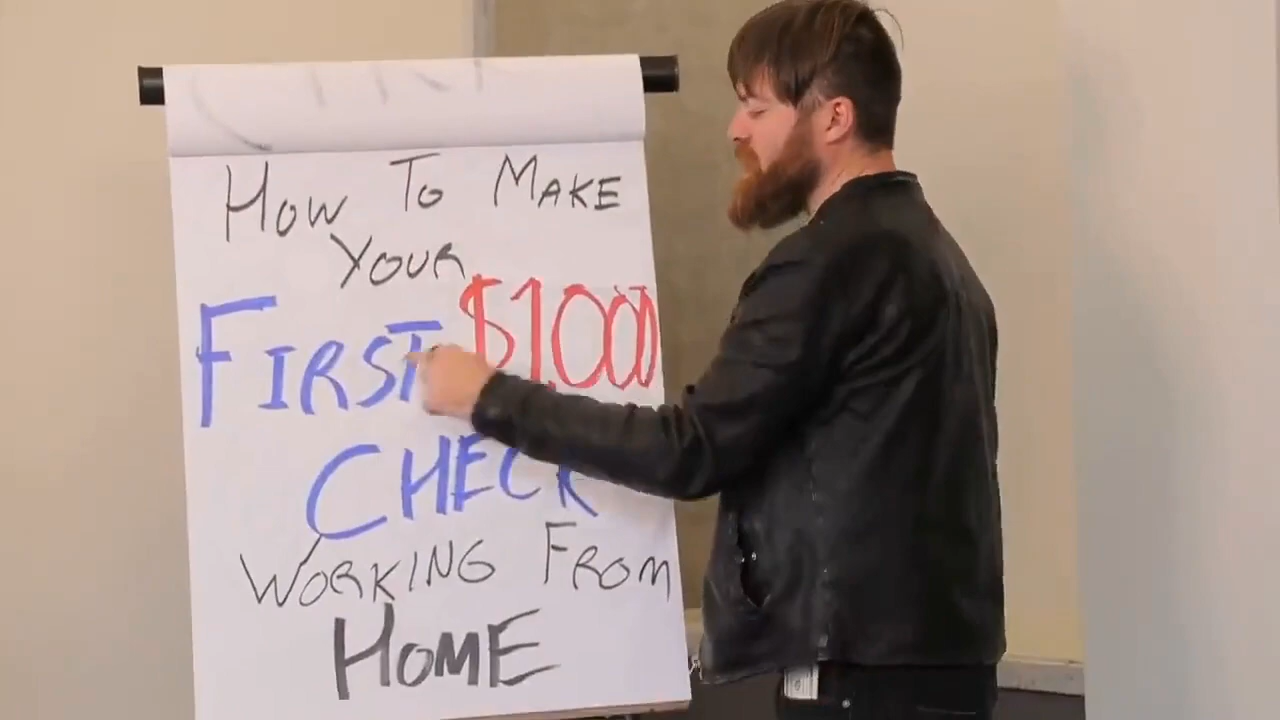 How To MAKE
YOUR
FIRST $1,000
CHECK
WORKING FROM
HOME